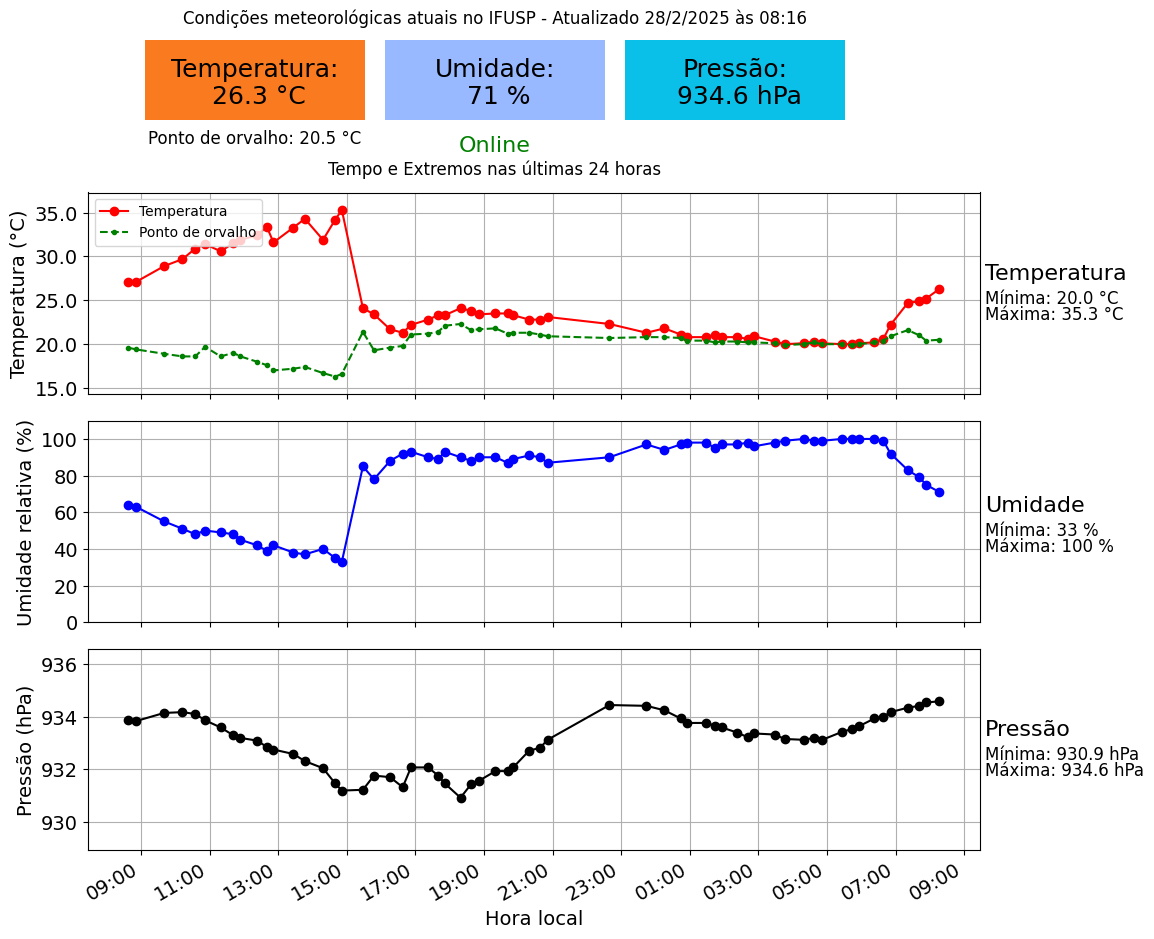 Condições meteorológicas atuais no IFUSP - Atualizado 28/2/2025 às 08:16
Temperatura:
26.3 °C
Umidade:
71 %
Pressão:
934.6 hPa
Ponto de orvalho: 20.5 °C
Online
Tempo e Extremos nas últimas 24 horas
Temperatura (°C)
35.0
30.0
25.0
20.0
15.0
Temperatura
Ponto de orvalho
Temperatura
Mínima: 20.0 °C
Máxima: 35.3 °C
Umidade relativa (%)
100
80
60
40
20
0
Umidade
Mínima: 33 %
Máxima: 100 %
Pressão (hPa)
936
934
932
930
Pressão
Mínima: 930.9 hPa
Máxima: 934.6 hPa
09:00 11:00 13:00 15:00 17:00 19:00 21:00 23:00 01:00 03:00 05:00 07:00 09:00
Hora local